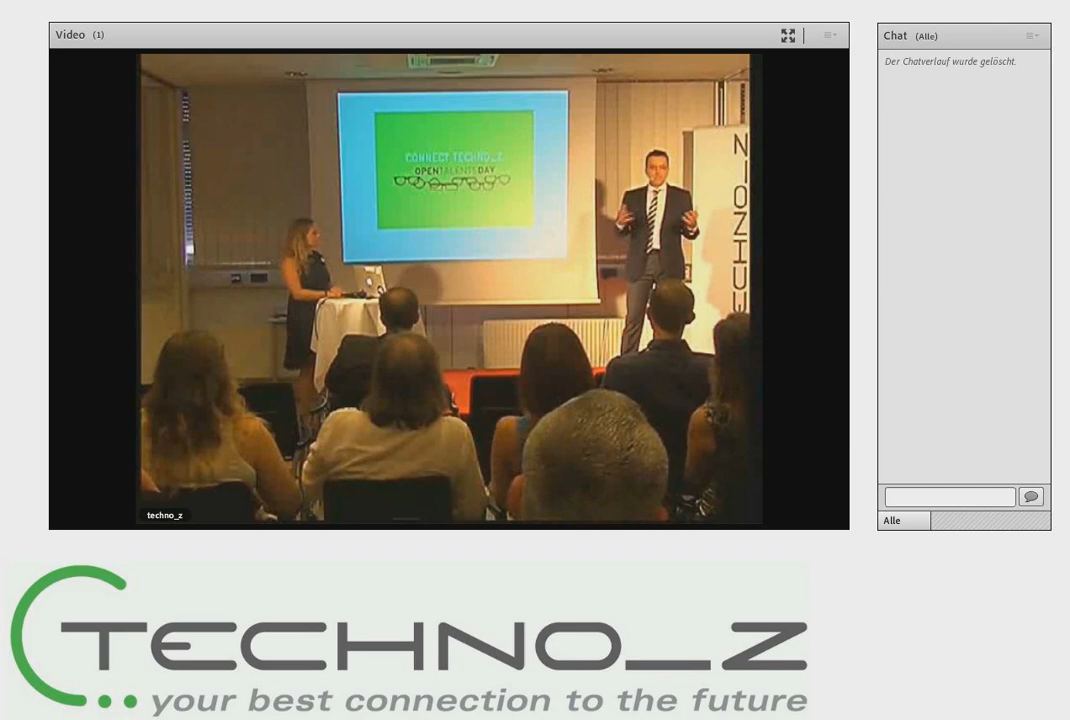 Video (1)
Chat (Alle)
Der Chatverlauf wurde gelöscht.
CONNECT TECHNO_Z
OPENTALENTSDAY
TECHNO_Z
techno_z
Alle
TECHNO_Z
your best connection to the future